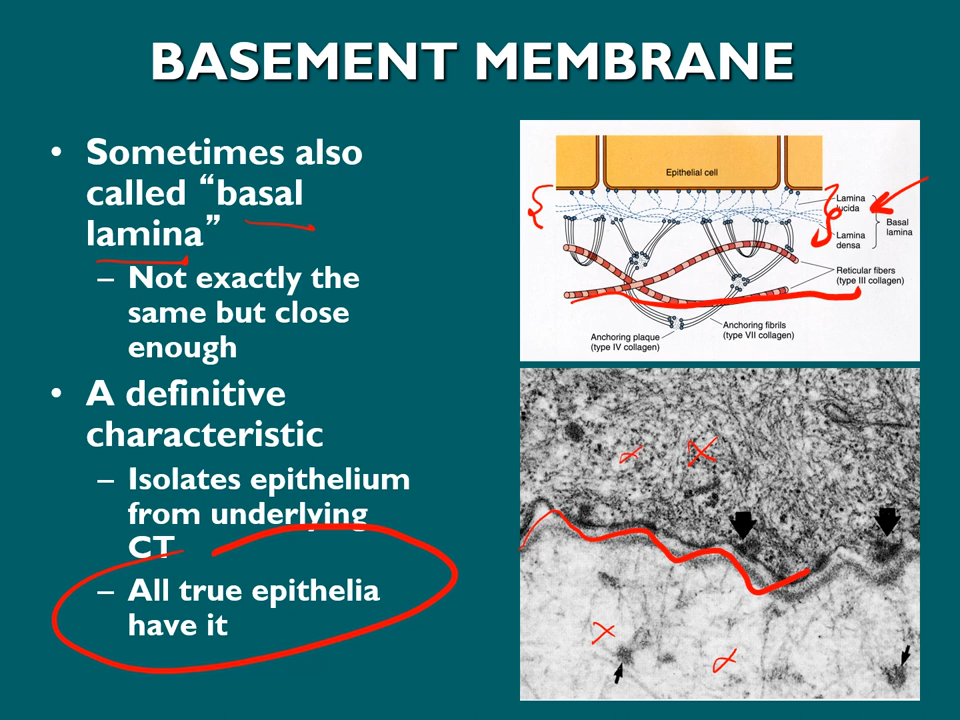 BASEMENT MEMBRANE
• Sometimes also
called “basal
lamina”
– Not exactly the
same but close
enough
• A definitive
characteristic
– Isolates epithelium
from underlying
CT
– All true epithelia
have it
Epithelial cell
Lamina
lucida
Basal
lamina
Lamina
densa
Reticular fibers
(type III collagen)
Anchoring fibrils
(type VII collagen)
Anchoring plaque
(type IV collagen)